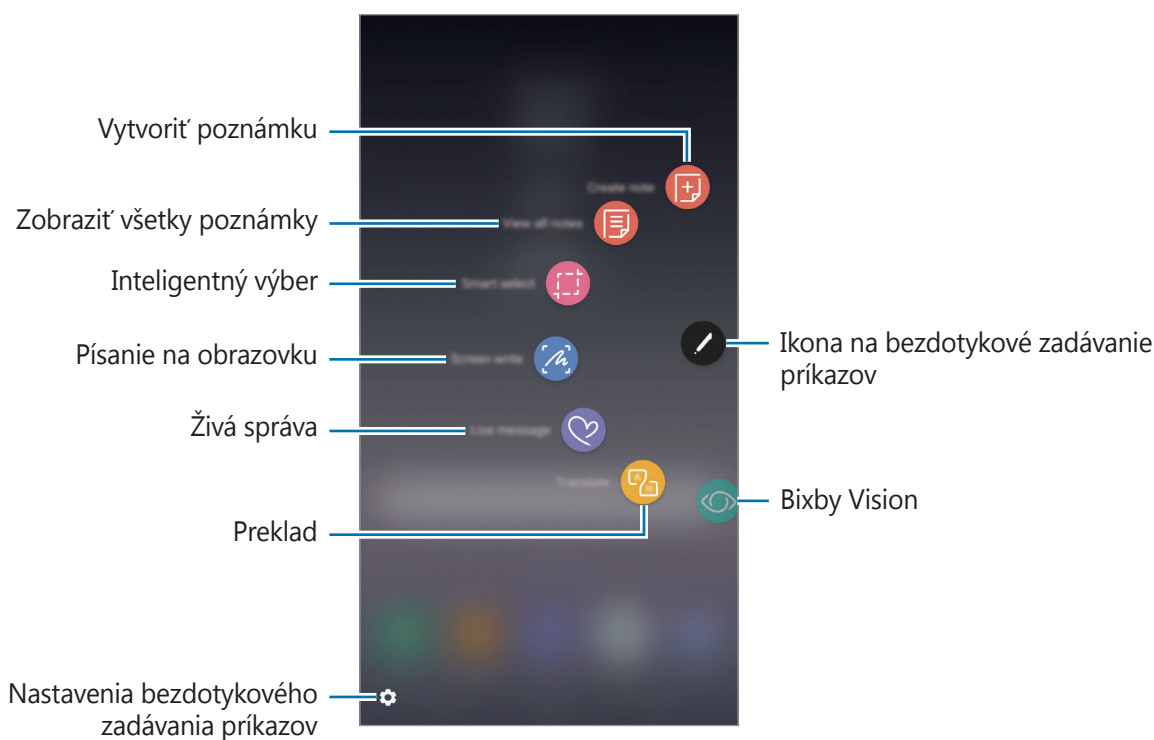 Vytvoriť poznámku
Create note
Zobraziť všetky poznámky
View all notes
Inteligentný výber
Smart select
Písanie na obrazovku
Screen write
Ikona na bezdotykové zadávanie
príkazov
Živá správa
Live message
Translate
Preklad
Bixby Vision
Nastavenia bezdotykového
zadávania príkazov